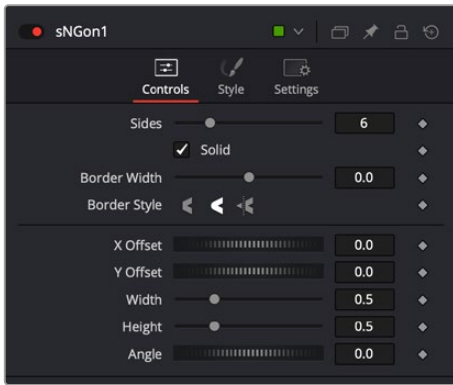 sNGon1
Controls Style Settings
Sides 6
Solid
Border Width 0.0
Border Style
X Offset 0.0
Y Offset 0.0
Width 0.5
Height 0.5
Angle 0.0